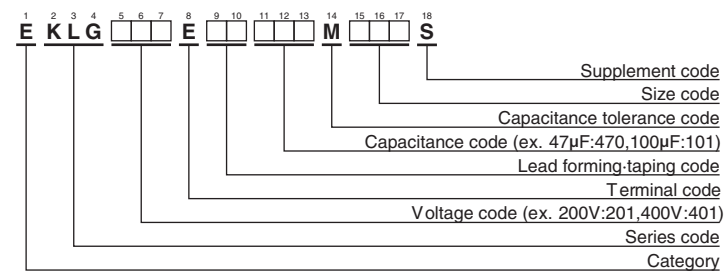 1 2 3 4 5 6 7 8 9 10 11 12 13 14 15 16 17 18
E K L G E M S
Supplement code
Size code
Capacitance tolerance code
Capacitance code (ex. 47μF:470,100μF:101)
Lead forming·taping code
Terminal code
Voltage code (ex. 200V:201,400V:401)
Series code
Category